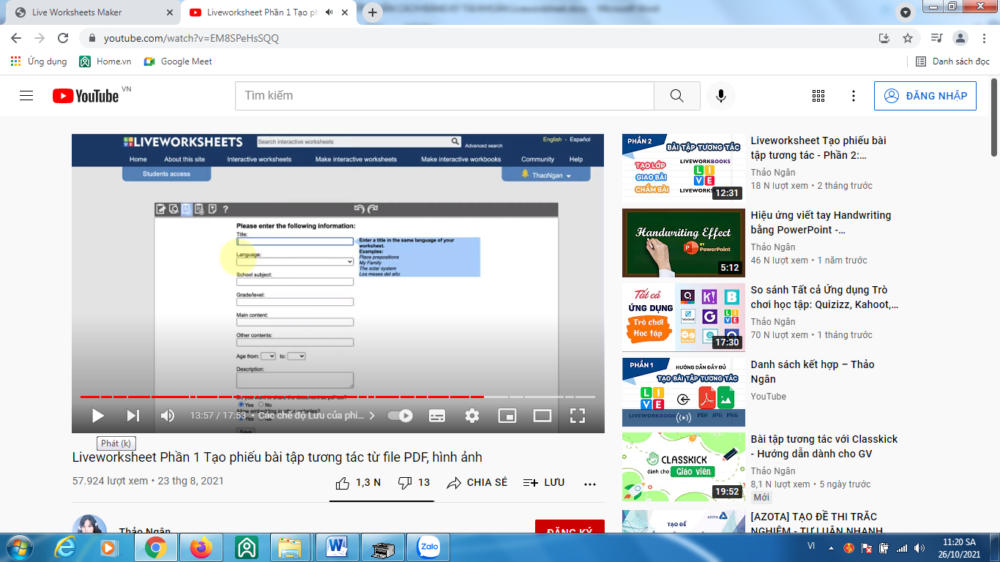 Live Worksheets Maker
Liveworksheet Phần 1 Tạo ph
youtube.com/watch?v=EM8SPeHsSQQ
Ứng dụng
Home.vn
Google Meet
Danh sách đọc
YouTube VN
Tìm kiếm
ĐĂNG NHẬP
LIVEWORKSHEETS
Search interactive worksheets
Advanced search
English - Español
Home
About this site
Interactive worksheets
Make interactive worksheets
Make interactive workbooks
Community
Help
Students access
ThaoNgan
Please enter the following information:
Title:
Enter a title in the same language of your
worksheet.
Examples:
Place prepositions
My Family
The solar system
Los meses del año
Language:
School subject:
Grade/level:
Main content:
Other contents:
Age from:
to:
Description:
Yes
No
Allow embedding in other websites?
Yes
13:57 / 17:53 • Các chế độ Lưu của phi...
Phát (k)
Liveworksheet Phần 1 Tạo phiếu bài tập tương tác từ file PDF, hình ảnh
57.924 lượt xem • 23 thg 8, 2021
1,3 N
13
CHIA SẺ
LƯU
Thảo Ngân
ĐĂNG KÝ
PHẦN 2
BÀI TẬP TƯƠNG TÁC
TẠO LỚP
GIAO BÀI
CHẤM BÀI
LIVEWORKBOOKS
LIVE
12:31
Liveworksheet Tạo phiếu bài
tập tương tác - Phần 2:...
Thảo Ngân
18 N lượt xem • 2 tháng trước
Handwriting Effect
BY
PowerPoint
5:12
Hiệu ứng viết tay Handwriting
bằng PowerPoint -...
Thảo Ngân
46 N lượt xem • 1 năm trước
Tất cả
ỨNG DỤNG
Trò chơi
Học tập
17:30
So sánh Tất cả Ứng dụng Trò
chơi học tập: Quizizz, Kahoot,...
Thảo Ngân
70 N lượt xem • 1 tháng trước
PHẦN 1
HƯỚNG DẪN ĐẦY ĐỦ
TẠO BÀI TẬP TƯƠNG TÁC
LIVE
LIVEWORKBOOKS
PDF JPG PNG
Danh sách kết hợp – Thảo
Ngân
YouTube
CLASSKICK
dành cho
Giáo viên
19:52
Bài tập tương tác với Classkick
- Hướng dẫn dành cho GV
Thảo Ngân
8,1 N lượt xem • 5 ngày trước
Mới
AZOTA
TẠO ĐỀ
[AZOTA] TẠO ĐỀ THI TRẮC
NGHIỆM - TỰ LUẬN NHANH
Zalo
VI
11:20 SA
26/10/2021